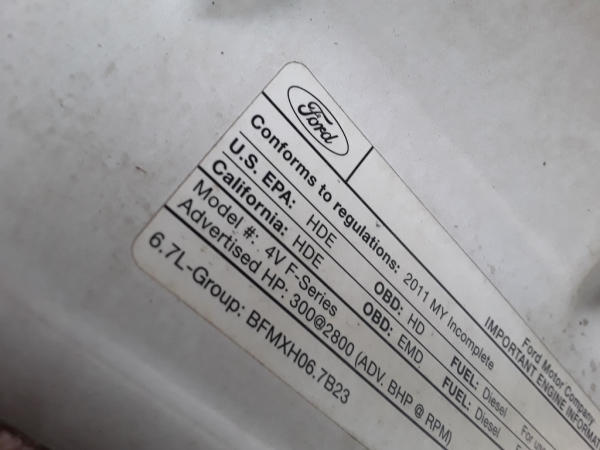 Ford
Ford Motor Company
IMPORTANT ENGINE INFORMAT
Conforms to regulations: 2011 MY Incomplete
U.S. EPA: HDE OBD: HD FUEL: Diesel
California: HDE OBD: EMD FUEL: Diesel
Model #: 4V F-Series
Advertised HP: 300@2800 (ADV. BHP @ RPM)
6.7L-Group: BFMXH06.7B23